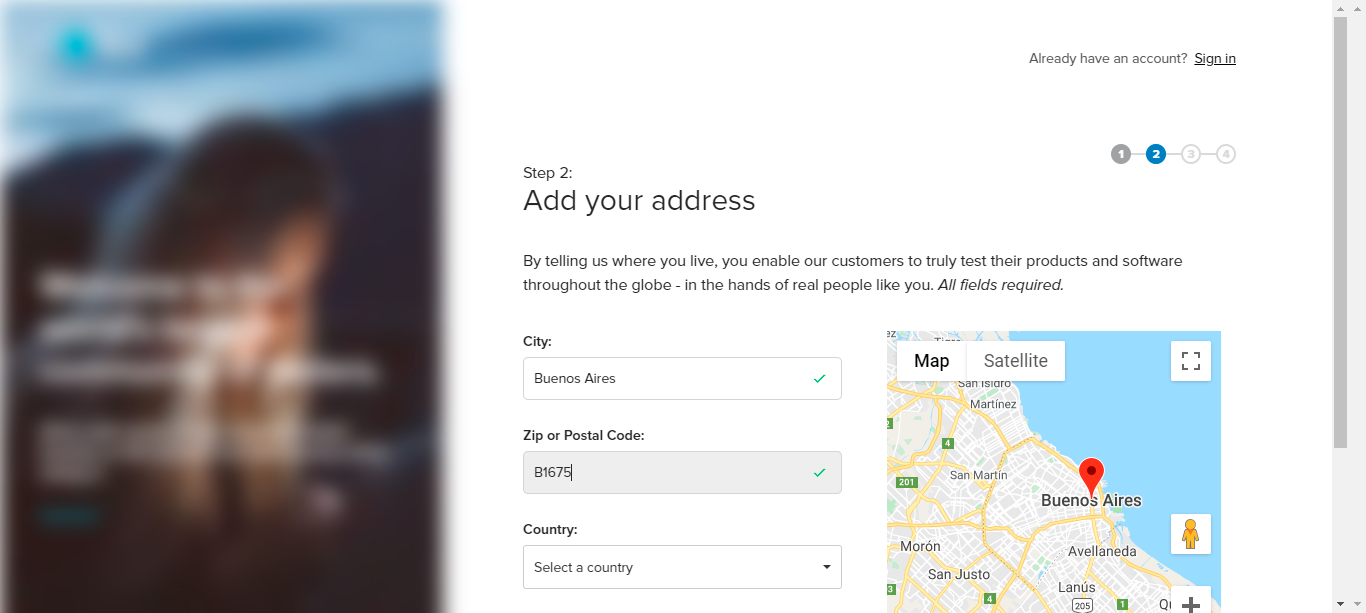 Already have an account? Sign in
1 2 3 4
Step 2:
Add your address
By telling us where you live, you enable our customers to truly test their products and software
throughout the globe - in the hands of real people like you. All fields required.
City:
Buenos Aires
Zip or Postal Code:
B1675
Country:
Select a country
Map Satellite
San Isidro
Martínez
4
201
San Martín
Buenos Aires
Morón
Avellaneda
San Justo
Lanús
4
205
1